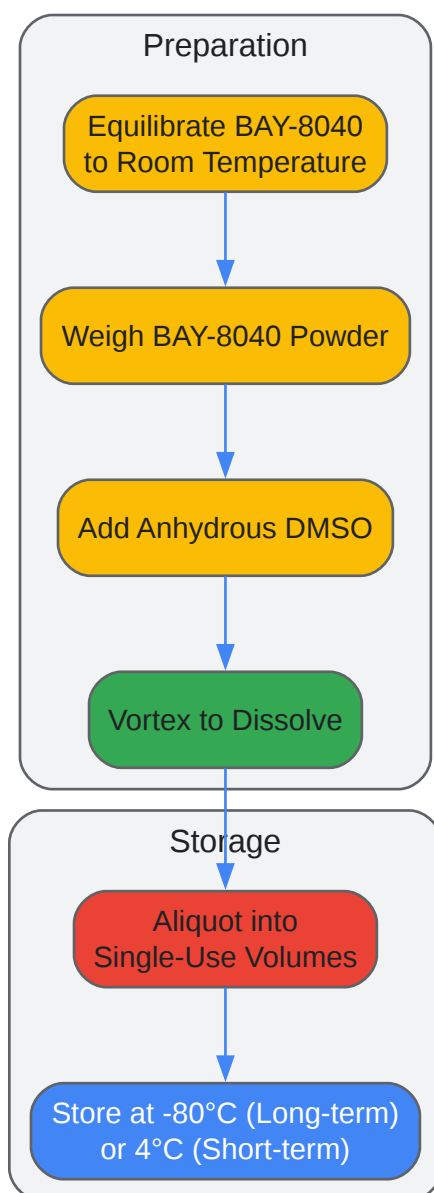 Preparation
Equilibrate BAY-8040
to Room Temperature
Weigh BAY-8040 Powder
Add Anhydrous DMSO
Vortex to Dissolve
Storage
Aliquot into
Single-Use Volumes
Store at -80°C (Long-term)
or 4°C (Short-term)